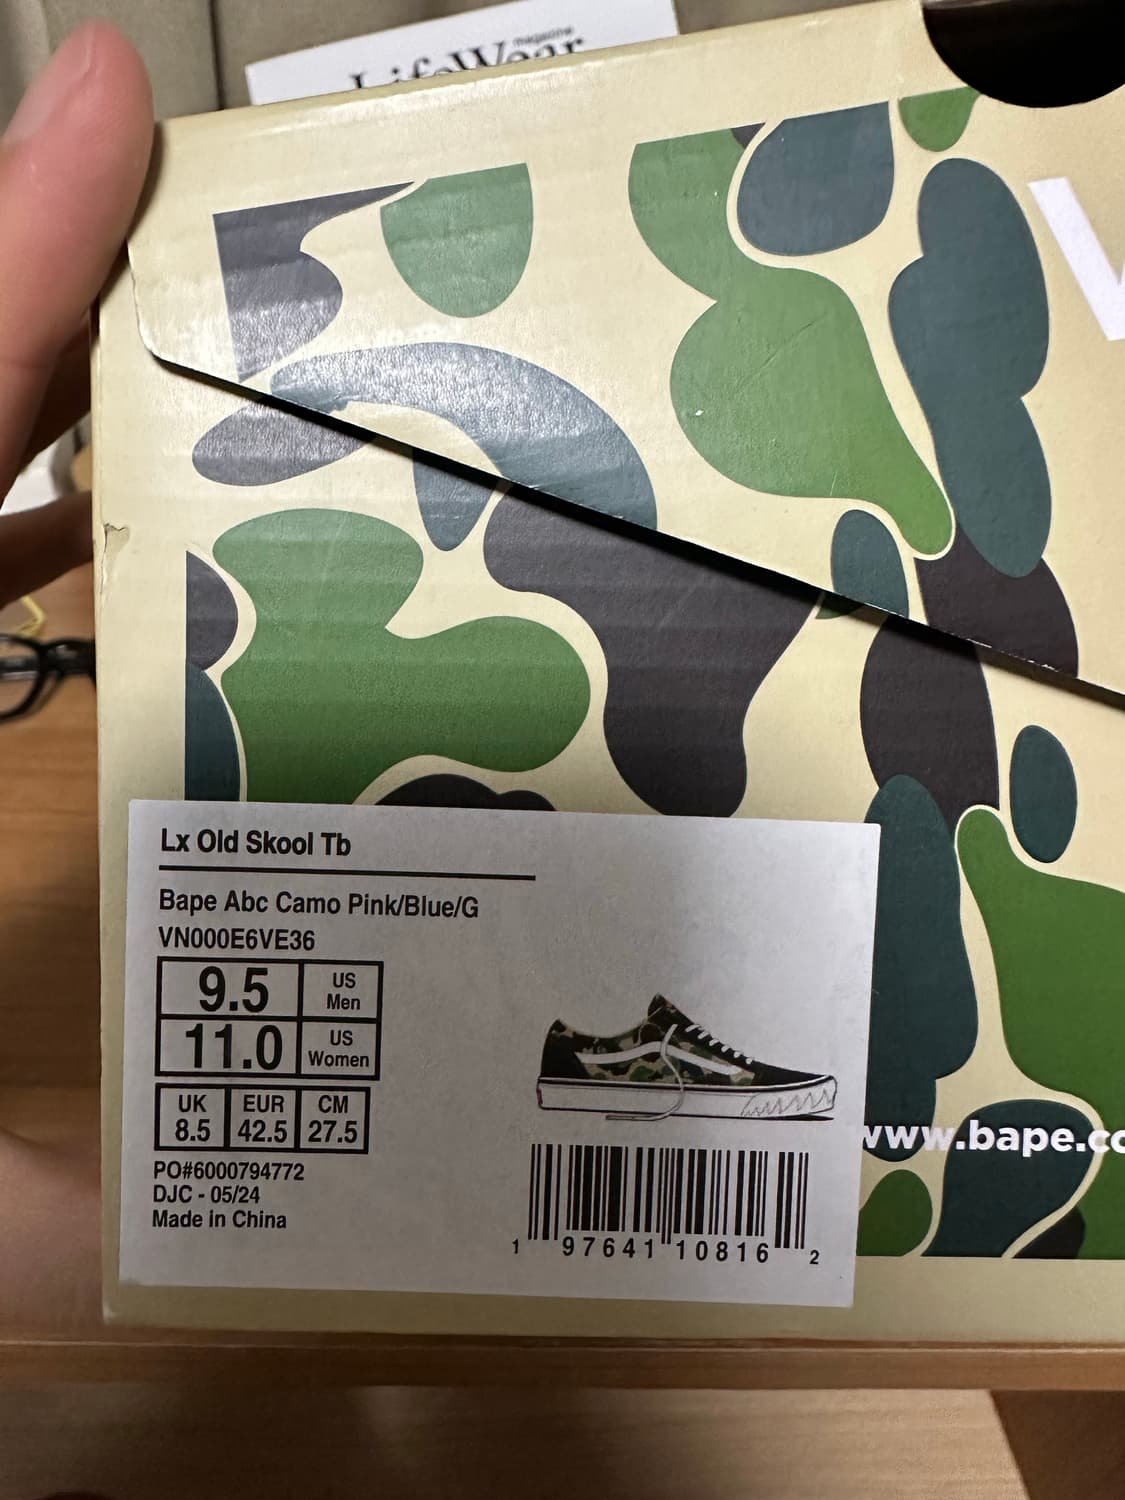 magazine
LifeWear
V
Lx Old Skool Tb
Bape Abc Camo Pink/Blue/G
VN000E6VE36
9.5 US Men
11.0 US Women
UK EUR CM
8.5 42.5 27.5
PO#6000794772
DJC - 05/24
Made in China
www.bape.co
1 97641 10816 2